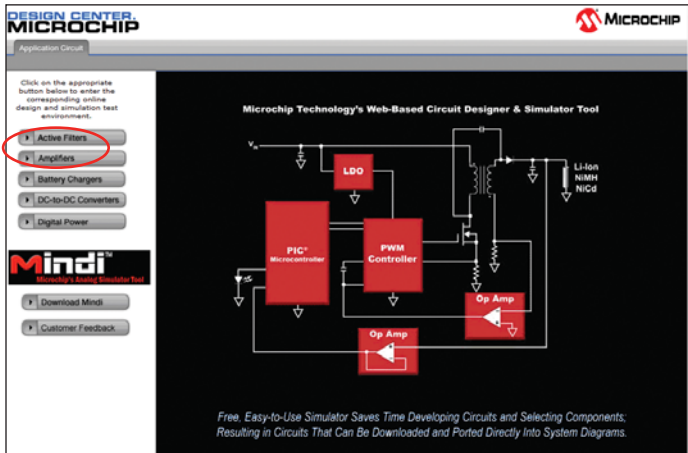 DESIGN CENTER.
MICROCHIP
MICROCHIP
Application Circuit
Click on the appropriate
button below to enter the
corresponding online
design and simulation test
environment.
Active Filters
Amplifiers
Battery Chargers
DC-to-DC Converters
Digital Power
Mindi™
Microchip's Analog Simulator Tool
Download Mindi
Customer Feedback
Microchip Technology's Web-Based Circuit Designer & Simulator Tool
Vin
LDO
Li-Ion
NiMH
NiCd
PIC®
Microcontroller
PWM
Controller
Op Amp
Op Amp
Free, Easy-to-Use Simulator Saves Time Developing Circuits and Selecting Components;
Resulting in Circuits That Can Be Downloaded and Ported Directly Into System Diagrams.